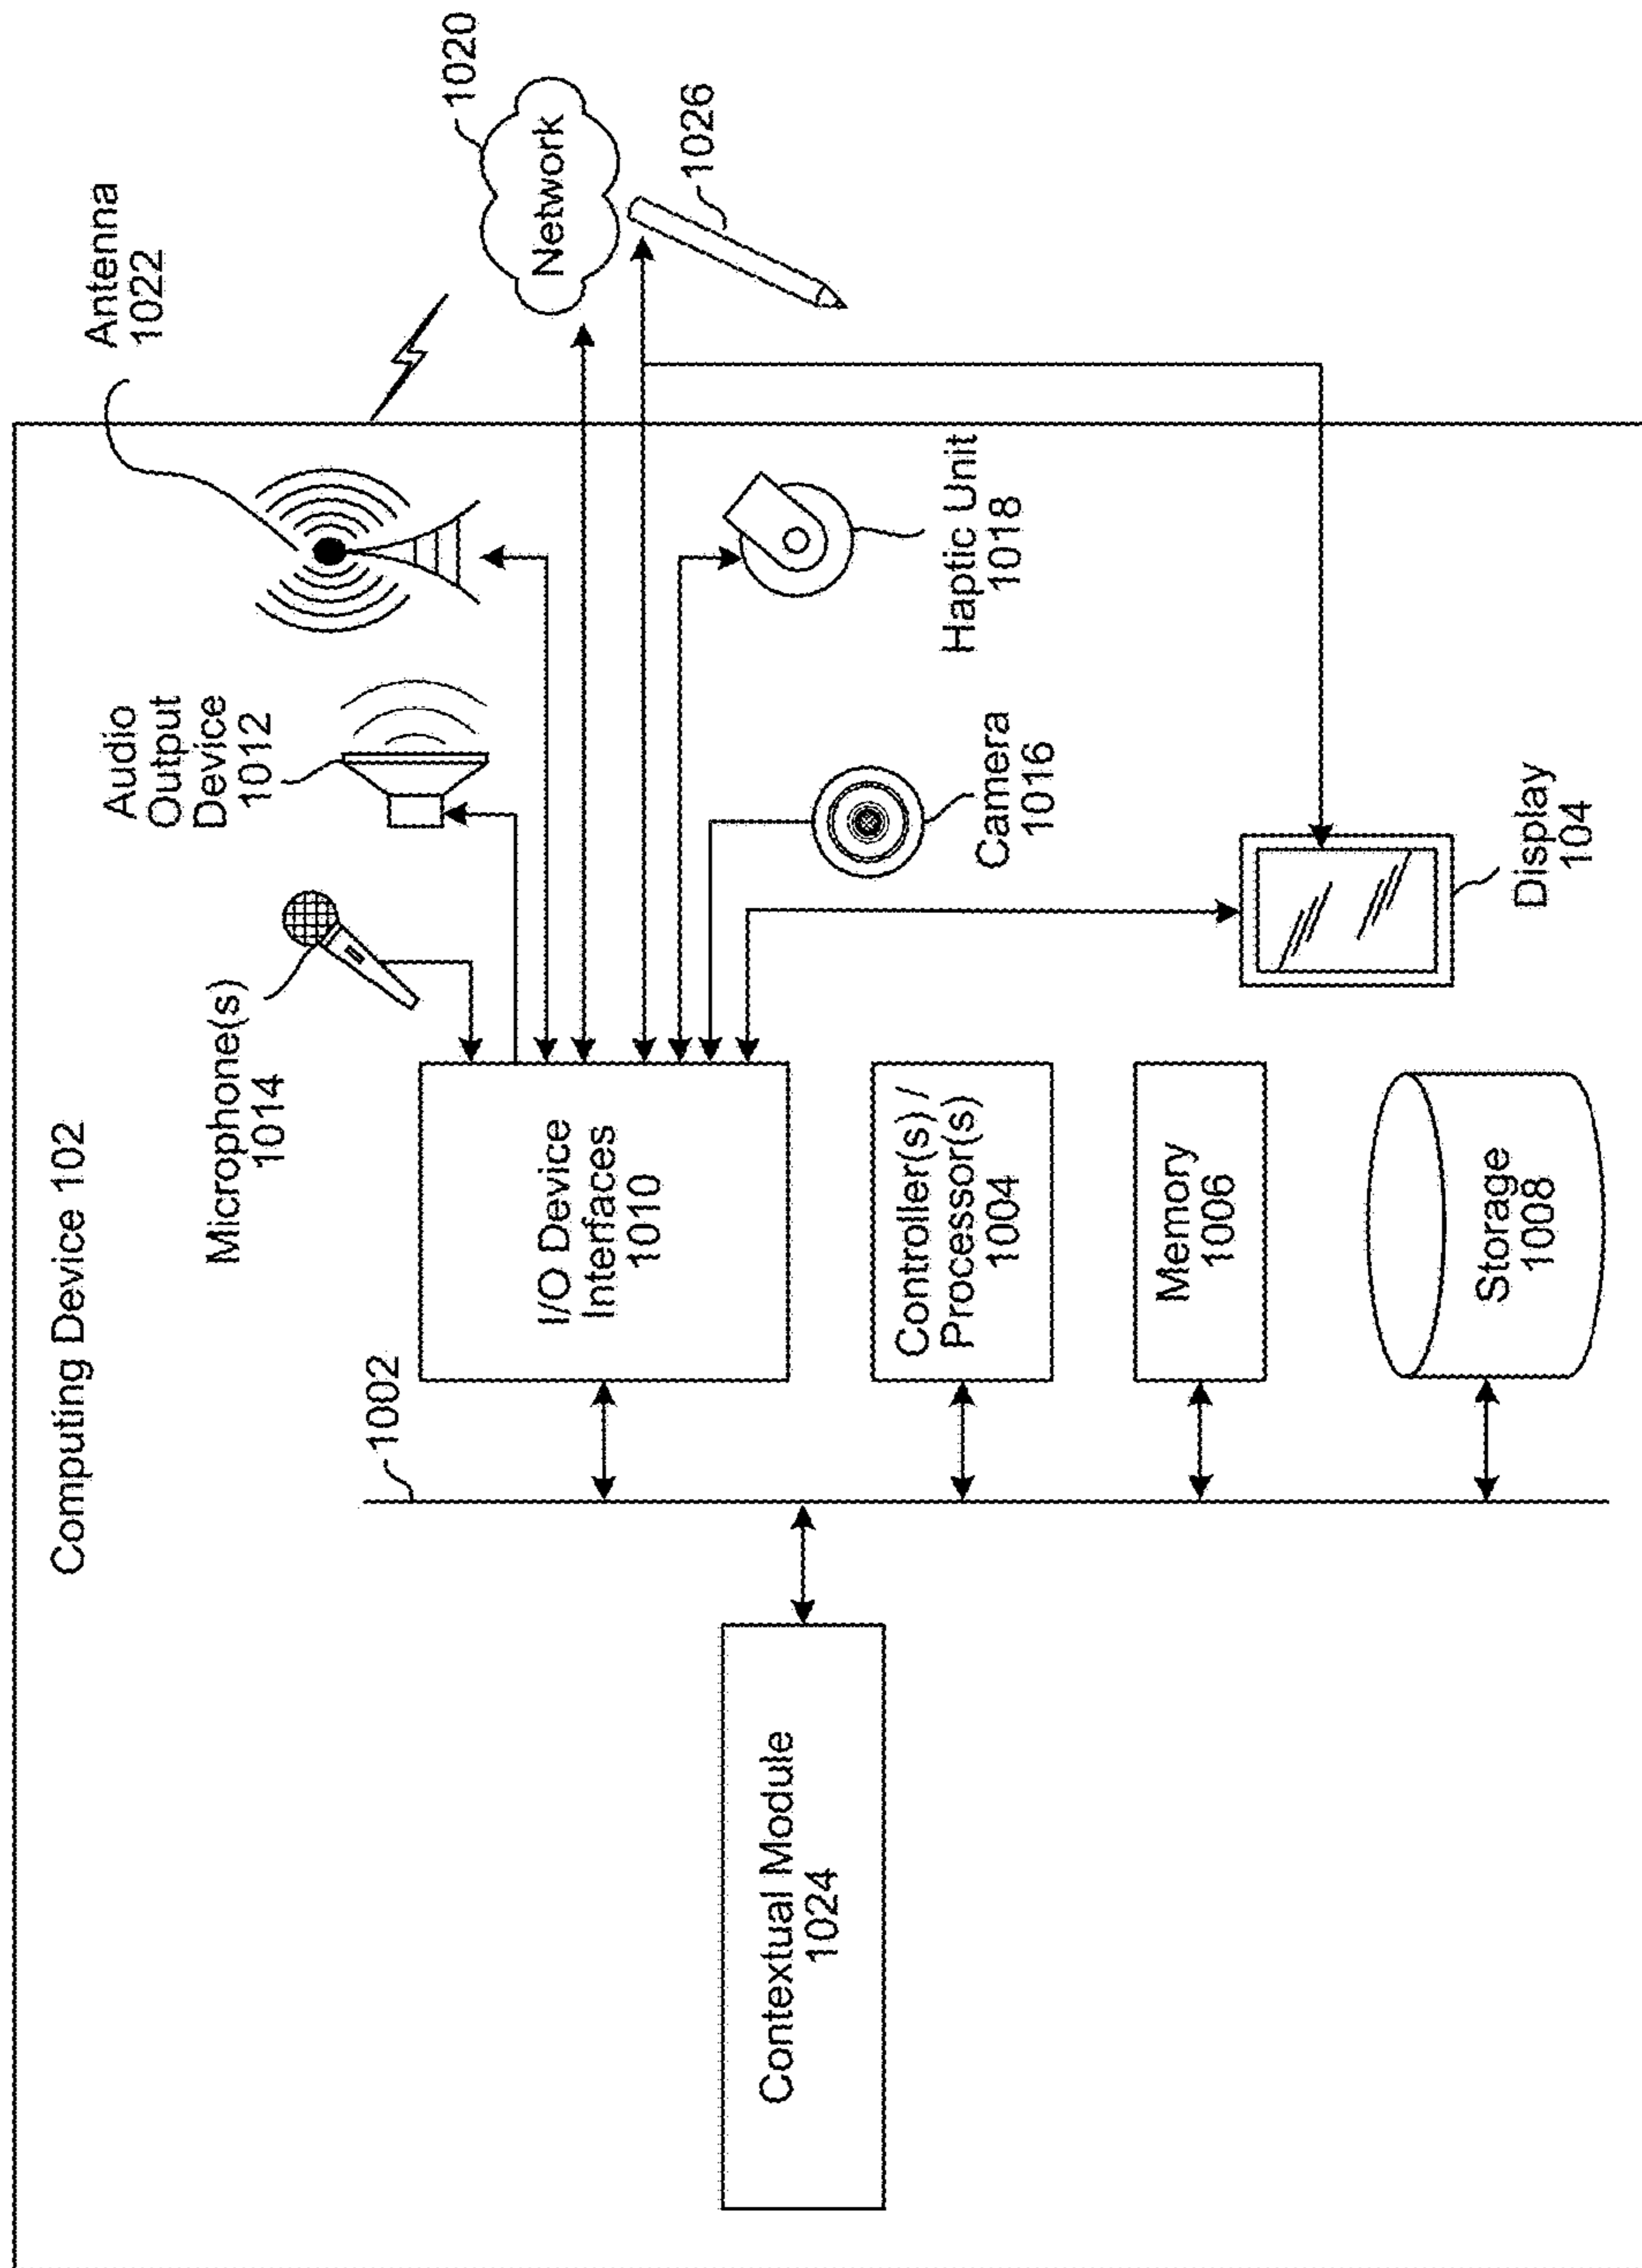 Computing Device 102
Antenna
1022
Audio
Output
Device
1012
Microphone(s)
1014
1020
Network
1026
1002
I/O Device
Interfaces
1010
Haptic Unit
1018
Camera
1016
Contextual Module
1024
Controller(s) /
Processor(s)
1004
Memory
1006
Display
104
Storage
1008